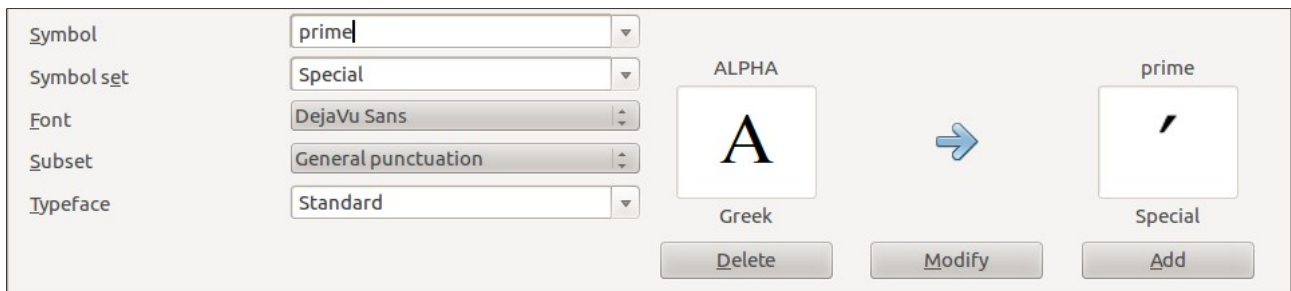 Symbol prime
Symbol set Special
Font DejaVu Sans
Subset General punctuation
Typeface Standard
ALPHA prime
A ′
Greek Special
Delete Modify Add